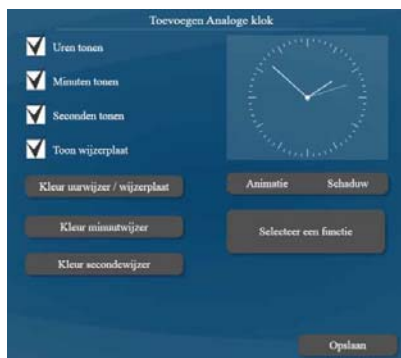 Toevoegen Analoge klok
Uren tonen
Minuten tonen
Seconden tonen
Toon wijzerplaat
Kleur uurwijzer / wijzerplaat
Kleur minuutwijzer
Kleur secondewijzer
Animatie Schaduw
Selecteer een functie
Opslaan